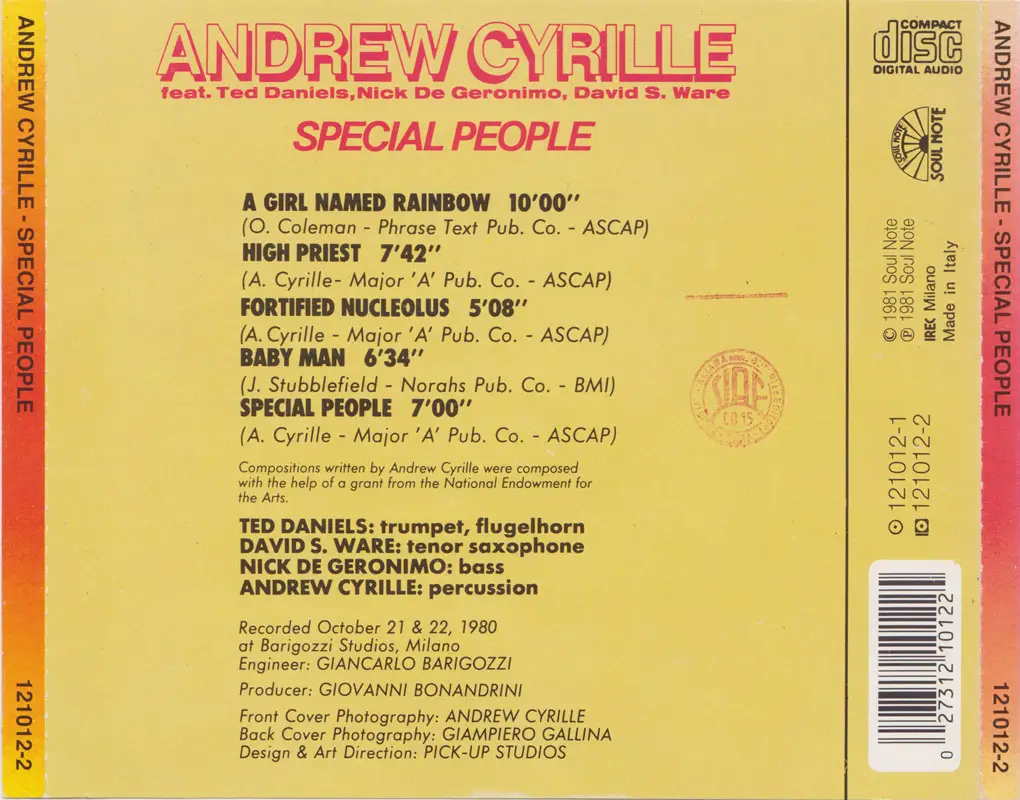 ANDREW CYRILLE - SPECIAL PEOPLE
121012-2
ANDREW CYRILLE
feat. Ted Daniels, Nick De Geronimo, David S. Ware
SPECIAL PEOPLE
A GIRL NAMED RAINBOW 10'00"
(O. Coleman - Phrase Text Pub. Co. - ASCAP)
HIGH PRIEST 7'42"
(A. Cyrille- Major 'A' Pub. Co. - ASCAP)
FORTIFIED NUCLEOLUS 5'08"
(A. Cyrille - Major 'A' Pub. Co. - ASCAP)
BABY MAN 6'34"
(J. Stubblefield - Norahs Pub. Co. - BMI)
SPECIAL PEOPLE 7'00"
(A. Cyrille - Major 'A' Pub. Co. - ASCAP)
Compositions written by Andrew Cyrille were composed
with the help of a grant from the National Endowment for
the Arts.
TED DANIELS: trumpet, flugelhorn
DAVID S. WARE: tenor saxophone
NICK DE GERONIMO: bass
ANDREW CYRILLE: percussion
Recorded October 21 & 22, 1980
at Barigozzi Studios, Milano
Engineer: GIANCARLO BARIGOZZI
Producer: GIOVANNI BONANDRINI
Front Cover Photography: ANDREW CYRILLE
Back Cover Photography: GIAMPIERO GALLINA
Design & Art Direction: PICK-UP STUDIOS
COMPACT
disc
DIGITAL AUDIO
SOUL NOTE
SOUL NOTE
© 1981 Soul Note
℗ 1981 Soul Note
IREC Milano
Made in Italy
121012-1
121012-2
0 27312 10122
SIAE
ANDREW CYRILLE - SPECIAL PEOPLE
121012-2